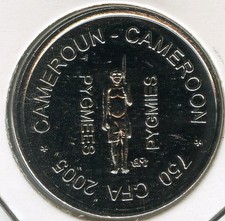 CAMEROUN - CAMEROON
* 750 CFA 2005 *
PYGMEES
PYGMIES